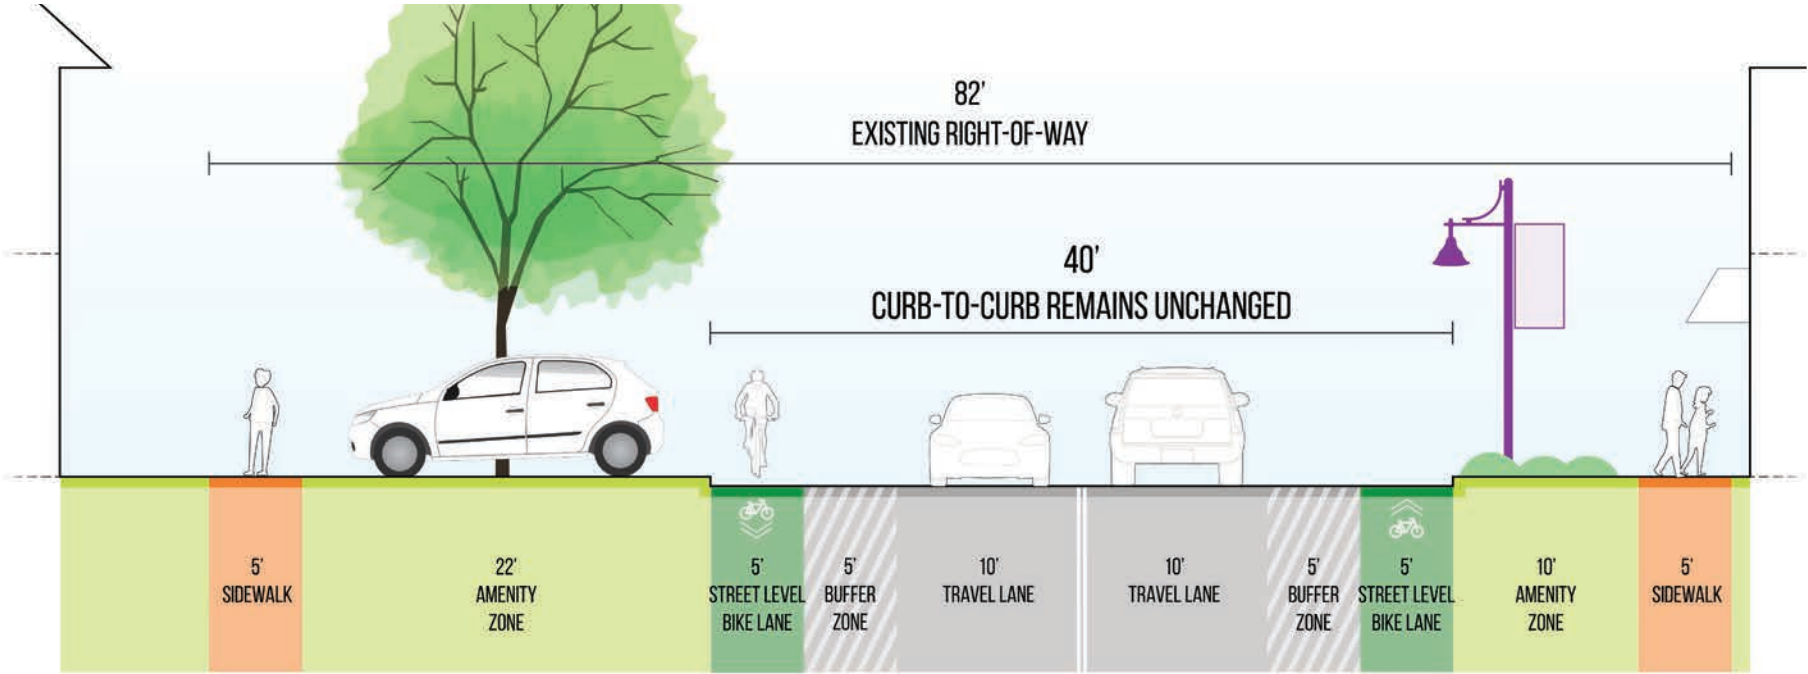 82'
EXISTING RIGHT-OF-WAY
40'
CURB-TO-CURB REMAINS UNCHANGED
5'
SIDEWALK
22'
AMENITY
ZONE
5'
STREET LEVEL
BIKE LANE
5'
BUFFER
ZONE
10'
TRAVEL LANE
10'
TRAVEL LANE
5'
BUFFER
ZONE
5'
STREET LEVEL
BIKE LANE
10'
AMENITY
ZONE
5'
SIDEWALK